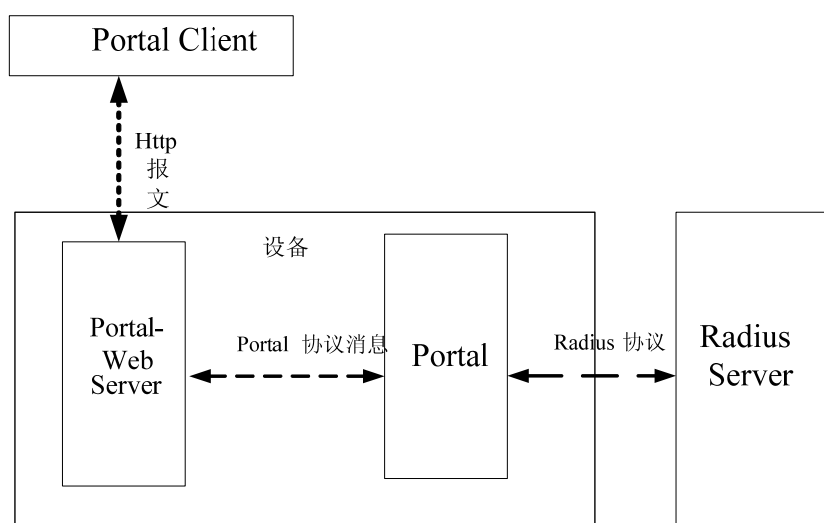 Portal Client
Http
报
文
设备
Portal-
Web
Server
Portal 协议消息
Portal
Radius 协议
Radius
Server